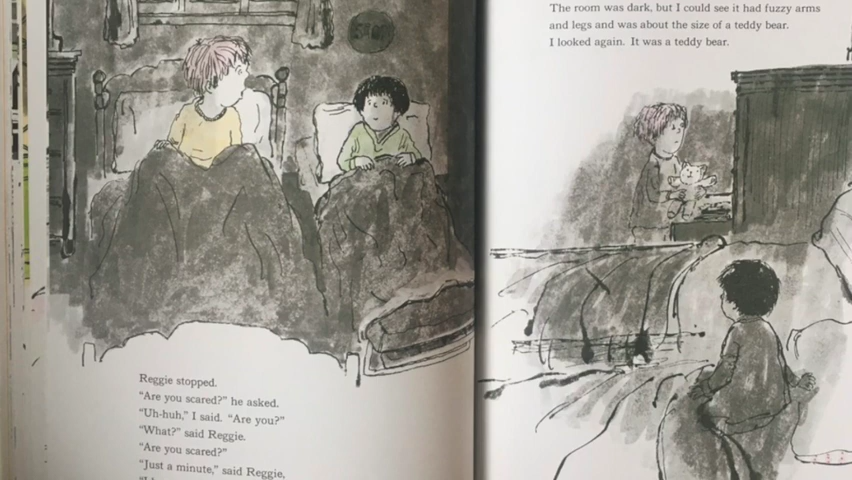 Reggie stopped.
"Are you scared?" he asked.
"Uh-huh," I said. "Are you?"
"What?" said Reggie.
"Are you scared?"
"Just a minute," said Reggie,
The room was dark, but I could see it had fuzzy arms
and legs and was about the size of a teddy bear.
I looked again. It was a teddy bear.